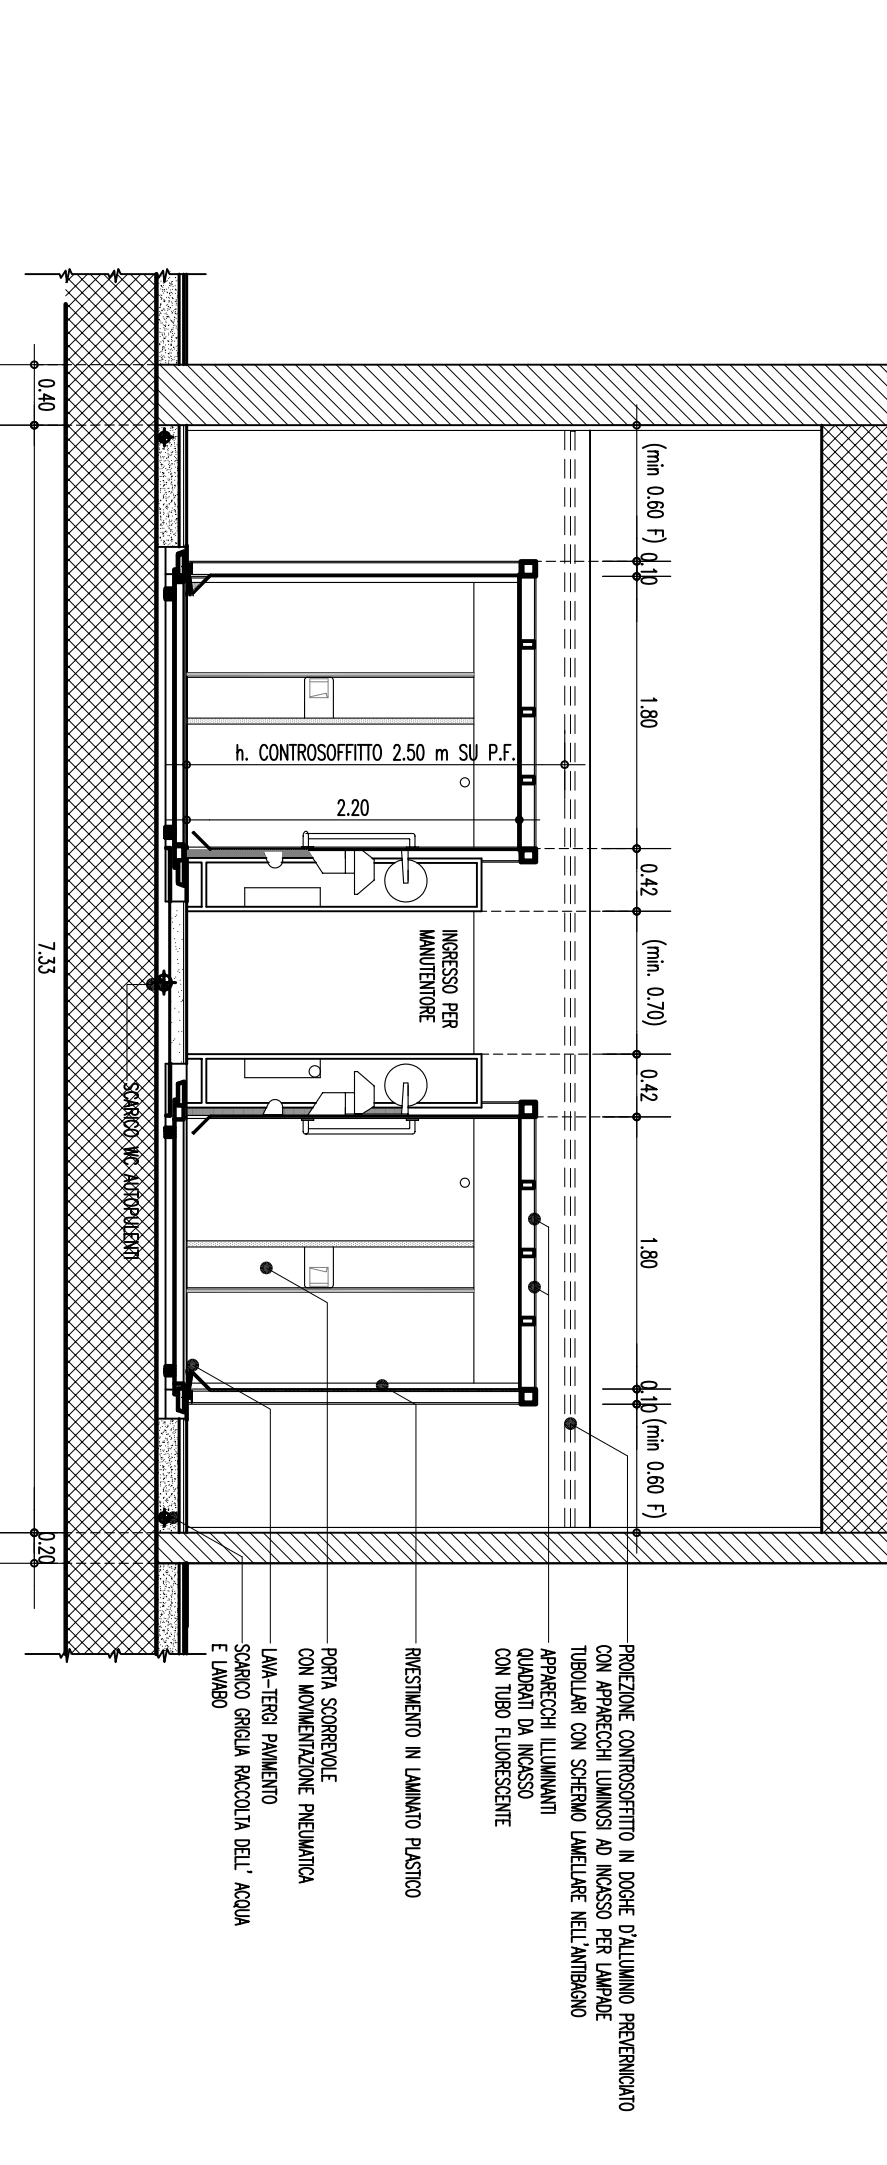 (min 0.60 F)
0.10
1.80
0.42
(min. 0.70)
0.42
1.80
0.10
(min 0.60 F)
h. CONTROSOFFITTO 2.50 m SU P.F.
2.20
INGRESSO PER
MANUTENTORE
PROIEZIONE CONTROSOFFITTO IN DOGHE D'ALLUMINIO PREVERNICIATO
CON APPARECCHI LUMINOSI AD INCASSO PER LAMPADE
TUBOLLARI CON SCHERMO LAMELLARE NELL'ANTIBAGNO
APPARECCHI ILLUMINANTI
QUADRATI DA INCASSO
CON TUBO FLUORESCENTE
RIVESTIMENTO IN LAMINATO PLASTICO
PORTA SCORREVOLE
CON MOVIMENTAZIONE PNEUMATICA
LAVA-TERGI PAVIMENTO
SCARICO GRIGLIA RACCOLTA DELL' ACQUA
E LAVABO
SCARICO WC AUTOPULENTI
0.40
7.33
0.20